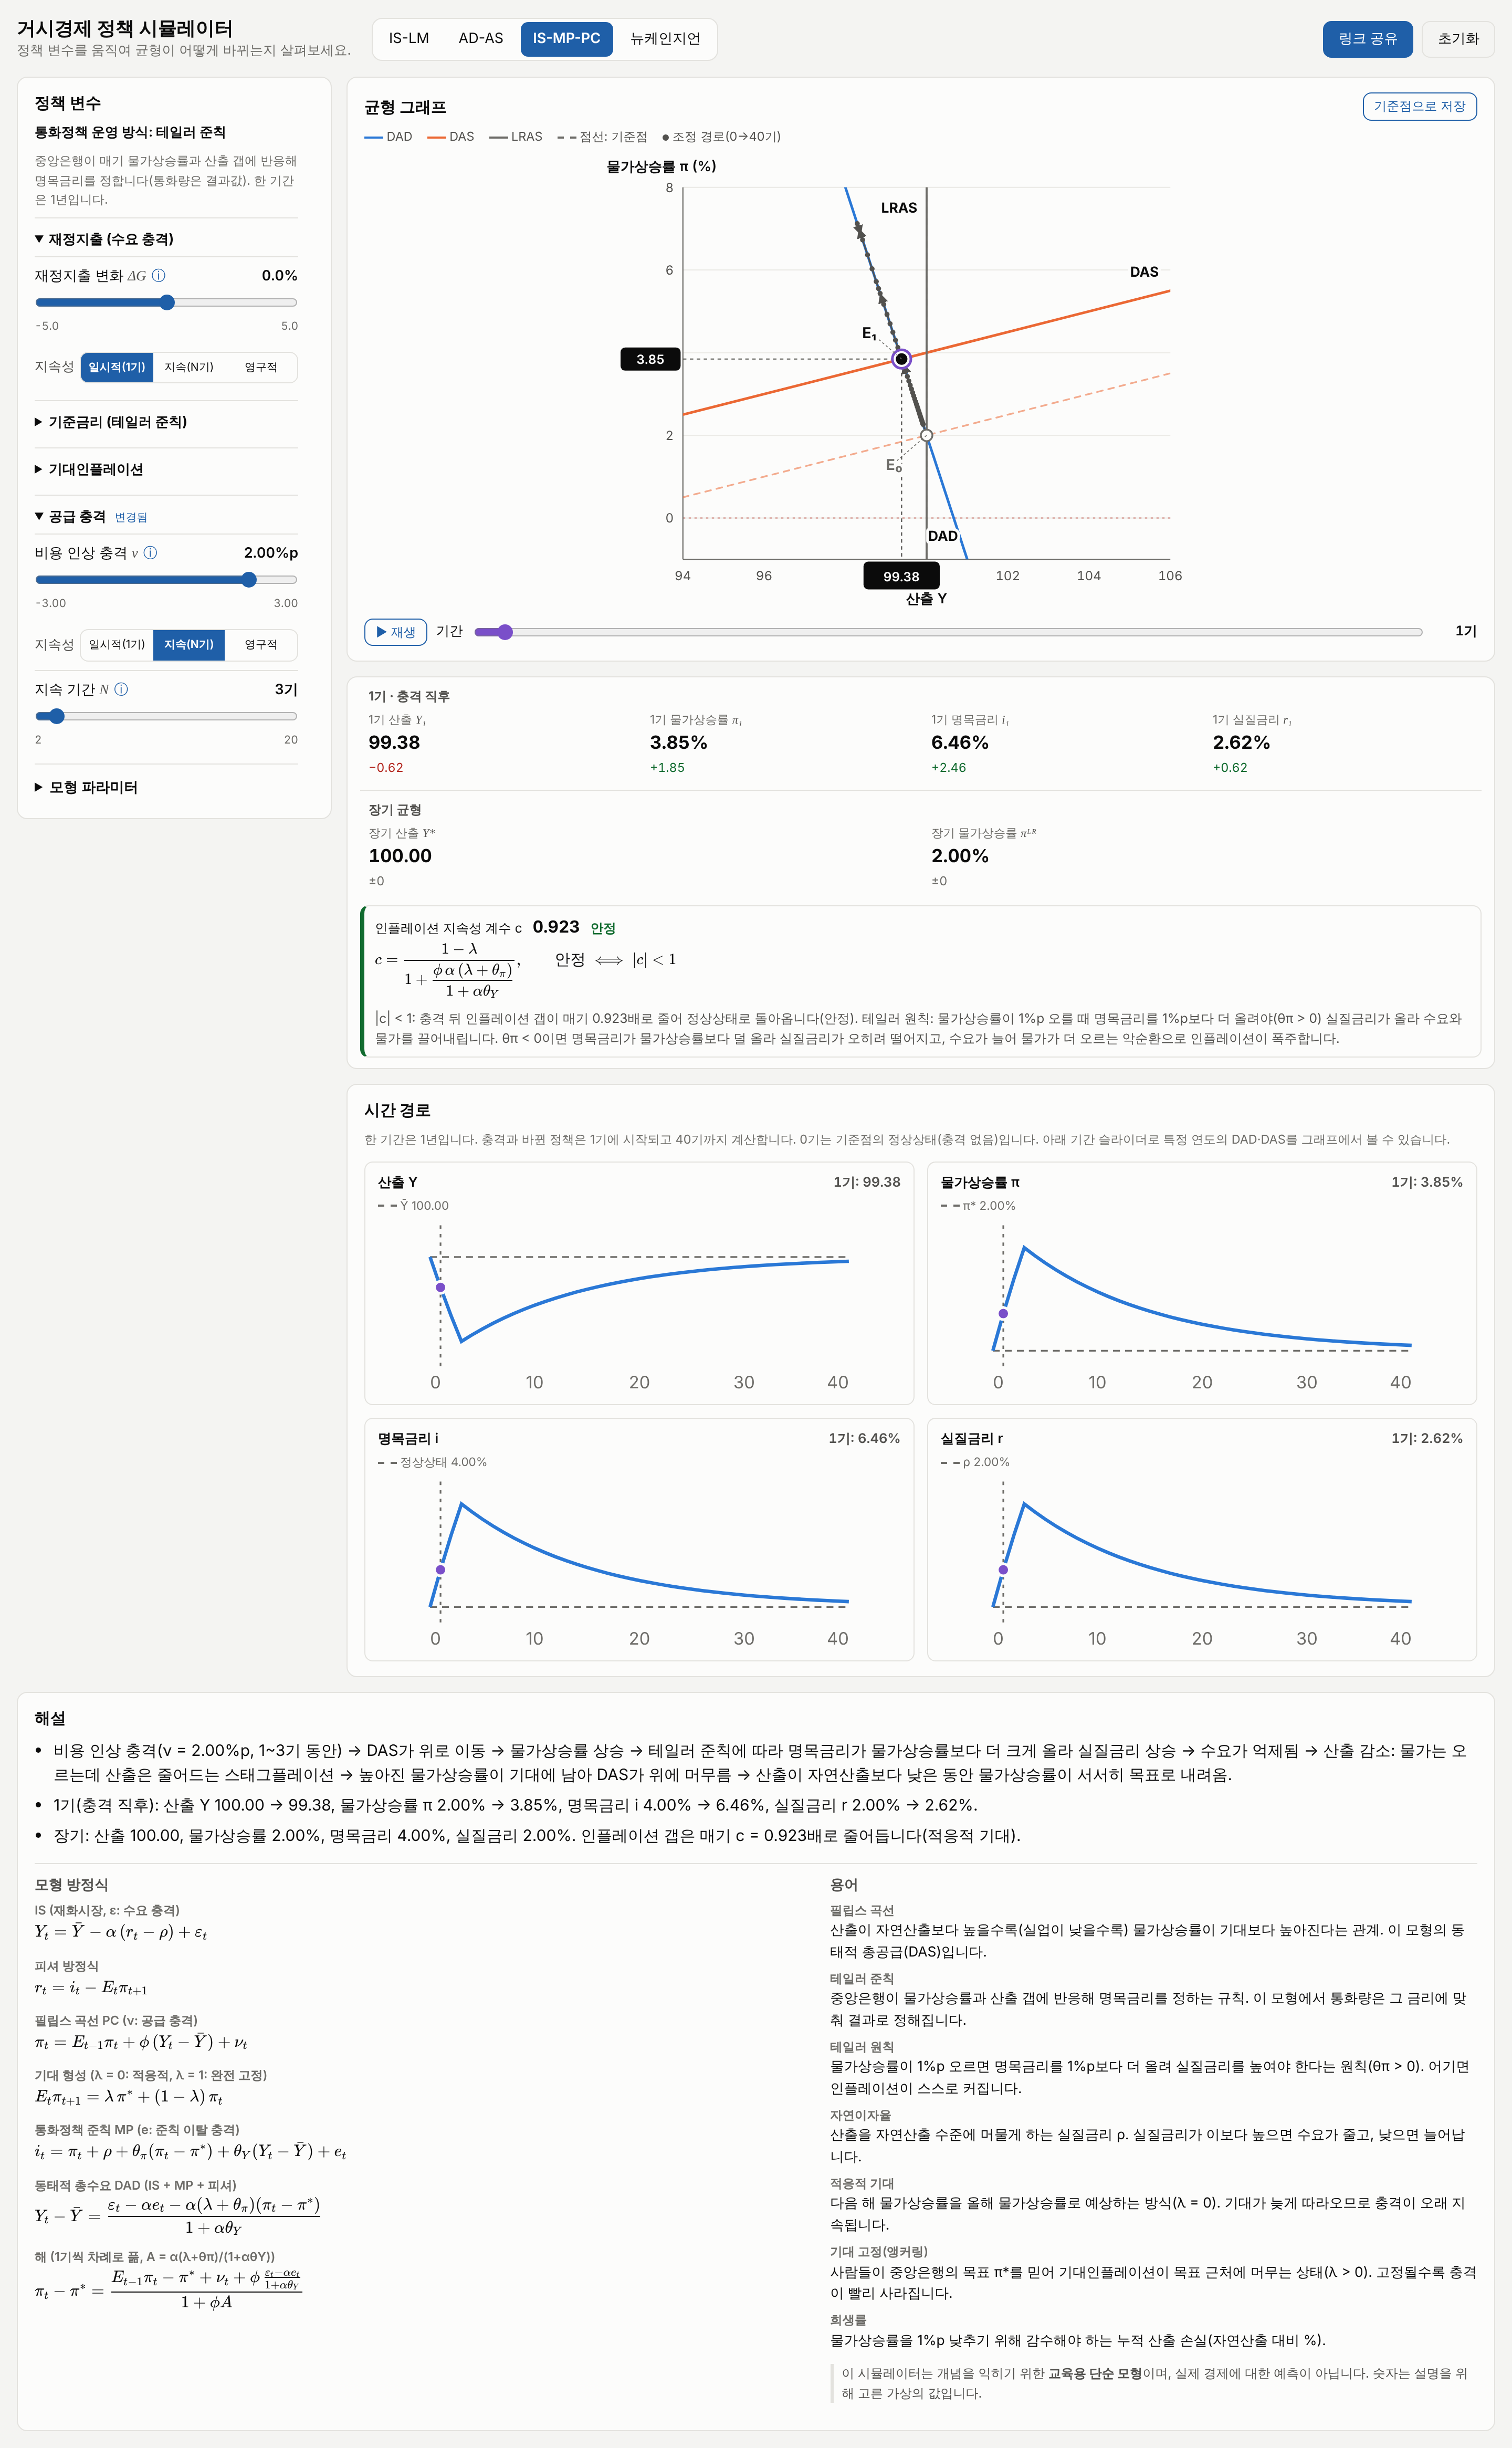 거시경제 정책 시뮬레이터
정책 변수를 움직여 균형이 어떻게 바뀌는지 살펴보세요.
IS-LM
AD-AS
IS-MP-PC
뉴케인지언
링크 공유
초기화
정책 변수
통화정책 운영 방식: 테일러 준칙
중앙은행이 매기 물가상승률과 산출 갭에 반응해
명목금리를 정합니다(통화량은 결과값). 한 기간
은 1년입니다.
▼ 재정지출 (수요 충격)
재정지출 변화 ΔG ⓘ 0.0%
-5.0 5.0
지속성 일시적(1기) 지속(N기) 영구적
▶ 기준금리 (테일러 준칙)
▶ 기대인플레이션
▼ 공급 충격 변경됨
비용 인상 충격 ν ⓘ 2.00%p
-3.00 3.00
지속성 일시적(1기) 지속(N기) 영구적
지속 기간 N ⓘ 3기
2 20
▶ 모형 파라미터
균형 그래프
기준점으로 저장
DAD DAS LRAS 점선: 기준점 조정 경로(0→40기)
물가상승률 π (%)
8
LRAS
6
DAS
E₁
3.85
2
E₀
0
DAD
94 96 99.38 102 104 106
산출 Y
▶ 재생 기간 1기
1기 · 충격 직후
1기 산출 Y₁
99.38
−0.62
1기 물가상승률 π₁
3.85%
+1.85
1기 명목금리 i₁
6.46%
+2.46
1기 실질금리 r₁
2.62%
+0.62
장기 균형
장기 산출 Y*
100.00
±0
장기 물가상승률 πᴸᴿ
2.00%
±0
인플레이션 지속성 계수 c 0.923 안정
c = (1 − λ) / (1 + ϕ α (λ + θ_π) / (1 + αθ_Y)), 안정 ⟺ |c| < 1
|c| < 1: 충격 뒤 인플레이션 갭이 매기 0.923배로 줄어 정상상태로 돌아옵니다(안정). 테일러 원칙: 물가상승률이 1%p 오를 때 명목금리를 1%p보다 더 올려야(θπ > 0) 실질금리가 올라 수요와
물가를 끌어내립니다. θπ < 0이면 명목금리가 물가상승률보다 덜 올라 실질금리가 오히려 떨어지고, 수요가 늘어 물가가 더 오르는 악순환으로 인플레이션이 폭주합니다.
시간 경로
한 기간은 1년입니다. 충격과 바뀐 정책은 1기에 시작되고 40기까지 계산합니다. 0기는 기준점의 정상상태(충격 없음)입니다. 아래 기간 슬라이더로 특정 연도의 DAD·DAS를 그래프에서 볼 수 있습니다.
산출 Y 1기: 99.38
Ȳ 100.00
0 10 20 30 40
물가상승률 π 1기: 3.85%
π* 2.00%
0 10 20 30 40
명목금리 i 1기: 6.46%
정상상태 4.00%
0 10 20 30 40
실질금리 r 1기: 2.62%
ρ 2.00%
0 10 20 30 40
해설
• 비용 인상 충격(ν = 2.00%p, 1~3기 동안) → DAS가 위로 이동 → 물가상승률 상승 → 테일러 준칙에 따라 명목금리가 물가상승률보다 더 크게 올라 실질금리 상승 → 수요가 억제됨 → 산출 감소: 물가는 오
르는데 산출은 줄어드는 스태그플레이션 → 높아진 물가상승률이 기대에 남아 DAS가 위에 머무름 → 산출이 자연산출보다 낮은 동안 물가상승률이 서서히 목표로 내려옴.
• 1기(충격 직후): 산출 Y 100.00 → 99.38, 물가상승률 π 2.00% → 3.85%, 명목금리 i 4.00% → 6.46%, 실질금리 r 2.00% → 2.62%.
• 장기: 산출 100.00, 물가상승률 2.00%, 명목금리 4.00%, 실질금리 2.00%. 인플레이션 갭은 매기 c = 0.923배로 줄어듭니다(적응적 기대).
모형 방정식
IS (재화시장, ε: 수요 충격)
Y_t = Ȳ − α (r_t − ρ) + ε_t
피셔 방정식
r_t = i_t − E_tπ_{t+1}
필립스 곡선 PC (ν: 공급 충격)
π_t = E_{t−1}π_t + ϕ (Y_t − Ȳ) + ν_t
기대 형성 (λ = 0: 적응적, λ = 1: 완전 고정)
E_tπ_{t+1} = λ π* + (1 − λ) π_t
통화정책 준칙 MP (e: 준칙 이탈 충격)
i_t = π_t + ρ + θ_π(π_t − π*) + θ_Y(Y_t − Ȳ) + e_t
동태적 총수요 DAD (IS + MP + 피셔)
Y_t − Ȳ = (ε_t − αe_t − α(λ + θ_π)(π_t − π*)) / (1 + αθ_Y)
해 (1기씩 차례로 풂, A = α(λ+θπ)/(1+αθY))
π_t − π* = (E_{t−1}π_t − π* + ν_t + ϕ (ε_t−αe_t)/(1+αθ_Y)) / (1 + ϕA)
용어
필립스 곡선
산출이 자연산출보다 높을수록(실업이 낮을수록) 물가상승률이 기대보다 높아진다는 관계. 이 모형의 동
태적 총공급(DAS)입니다.
테일러 준칙
중앙은행이 물가상승률과 산출 갭에 반응해 명목금리를 정하는 규칙. 이 모형에서 통화량은 그 금리에 맞
춰 결과로 정해집니다.
테일러 원칙
물가상승률이 1%p 오르면 명목금리를 1%p보다 더 올려 실질금리를 높여야 한다는 원칙(θπ > 0). 어기면
인플레이션이 스스로 커집니다.
자연이자율
산출을 자연산출 수준에 머물게 하는 실질금리 ρ. 실질금리가 이보다 높으면 수요가 줄고, 낮으면 늘어납
니다.
적응적 기대
다음 해 물가상승률을 올해 물가상승률로 예상하는 방식(λ = 0). 기대가 늦게 따라오므로 충격이 오래 지
속됩니다.
기대 고정(앵커링)
사람들이 중앙은행의 목표 π*를 믿어 기대인플레이션이 목표 근처에 머무는 상태(λ > 0). 고정될수록 충격
이 빨리 사라집니다.
희생률
물가상승률을 1%p 낮추기 위해 감수해야 하는 누적 산출 손실(자연산출 대비 %).
이 시뮬레이터는 개념을 익히기 위한 교육용 단순 모형이며, 실제 경제에 대한 예측이 아닙니다. 숫자는 설명을 위
해 고른 가상의 값입니다.